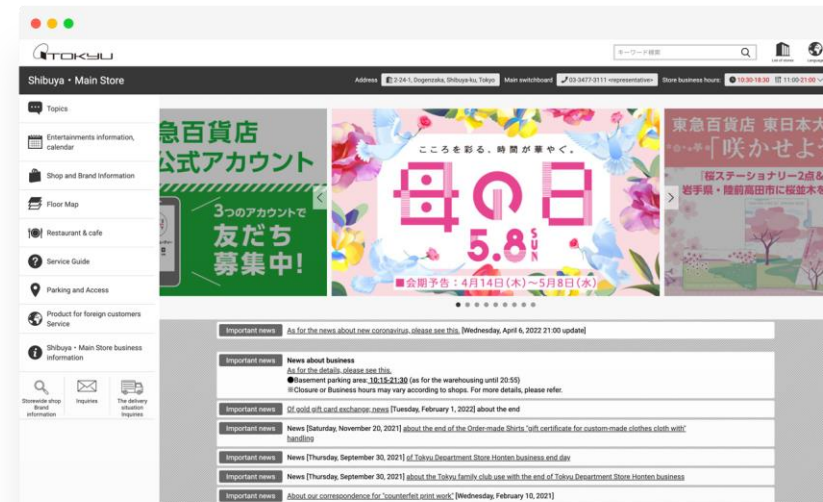 TOKYU
キーワード検索
List of stores
Language
Shibuya・Main Store
Address
2-24-1, Dogenzaka, Shibuya-ku, Tokyo
Main switchboard
03-3477-3111 <representative>
Store business hours:
10:30-18:30
11:00-21:00
Topics
Entertainments information,
calendar
Shop and Brand Information
Floor Map
Restaurant & cafe
Service Guide
Parking and Access
Product for foreign customers
Service
Shibuya・Main Store business
information
Storewide shop
Brand
information
Inquiries
The delivery
situation
Inquiries
急百貨店
公式アカウント
3つのアカウントで
友だち
募集中!
こころを彩る、時間が華やぐ。
母の日
5.8 SUN
■会期予告:4月14日(木)~5月8日(水)
東急百貨店 東日本大
「咲かせよ
「桜ステーショナリー2点&
岩手県・陸前高田市に桜並木を
Important news As for the news about new coronavirus, please see this. [Wednesday, April 6, 2022 21:00 update]
Important news News about business
As for the details, please see this.
●Basement parking area: 10:15-21:30 (as for the warehousing until 20:55)
※Closure or Business hours may vary according to shops. For more details, please refer.
Important news Of gold gift card exchange; news [Tuesday, February 1, 2022] about the end
Important news News [Saturday, November 20, 2021] about the end of the Order-made Shirts "gift certificate for custom-made clothes cloth with"
handling
Important news News [Thursday, September 30, 2021] of Tokyu Department Store Honten business end day
Important news News [Thursday, September 30, 2021] about the Tokyu family club use with the end of Tokyu Department Store Honten business
Important news About our correspondence for "counterfeit print work" [Wednesday, February 10, 2021]